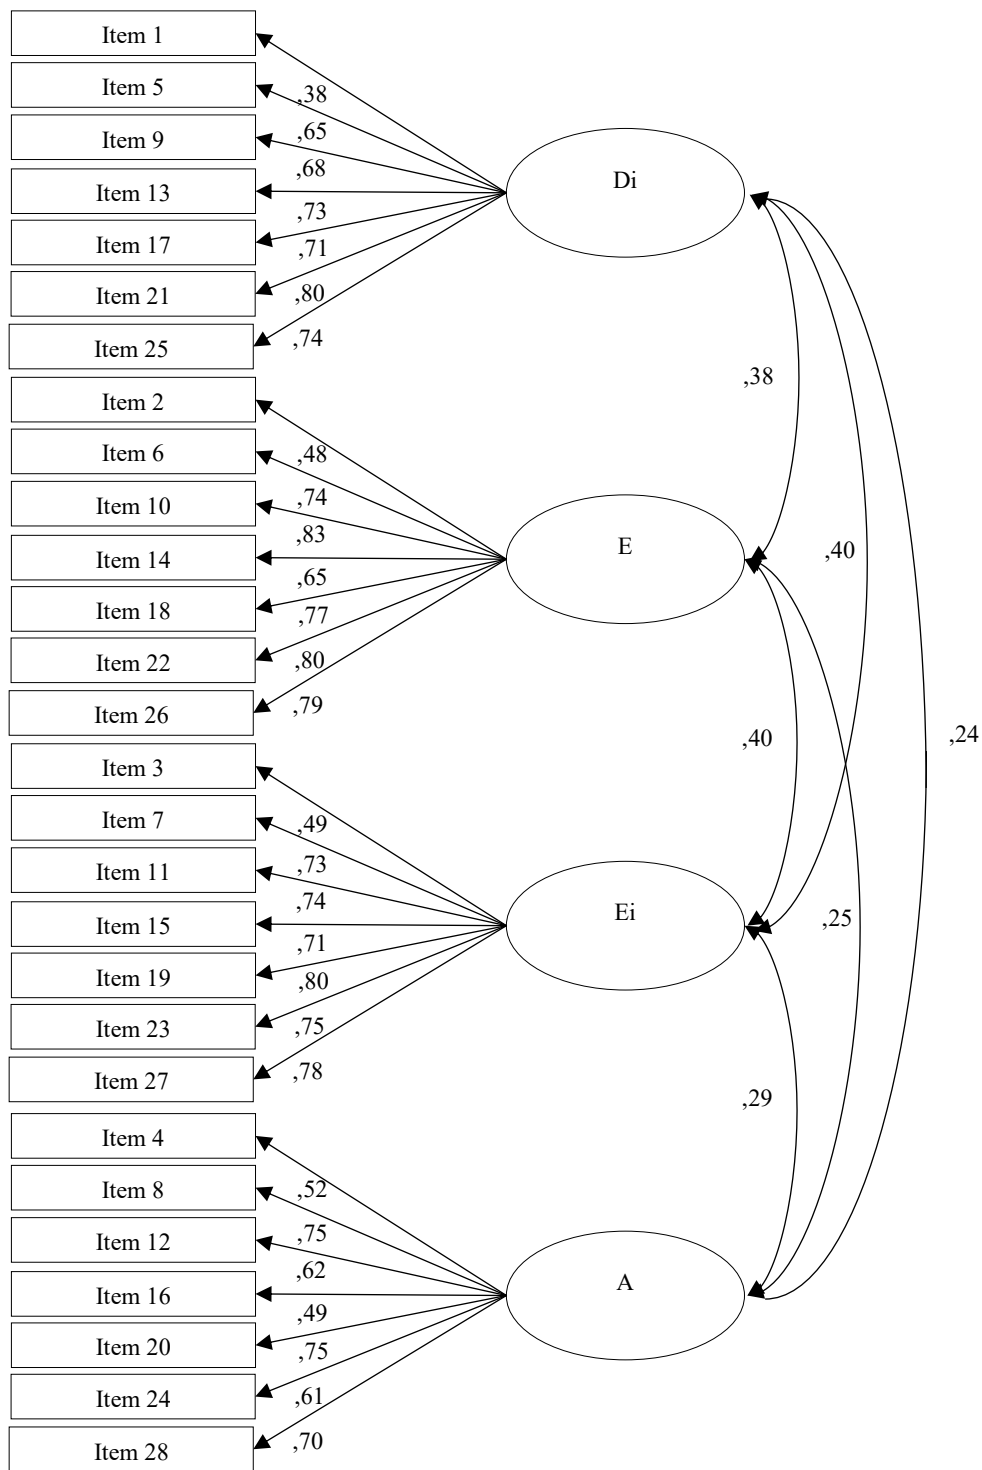 Item 1
Item 5
,38
Item 9
,65
,68
Item 13
Di
,73
Item 17
,71
Item 21
,80
Item 25
,74
,38
Item 2
Item 6
,48
Item 10
,74
,83
E
,40
Item 14
,65
Item 18
,77
Item 22
,80
Item 26
,79
,40
,24
Item 3
Item 7
,49
Item 11
,73
,74
Ei
,25
Item 15
,71
Item 19
,80
Item 23
,75
Item 27
,78
,29
Item 4
Item 8
,52
Item 12
,75
,62
A
Item 16
,49
Item 20
,75
Item 24
,61
Item 28
,70